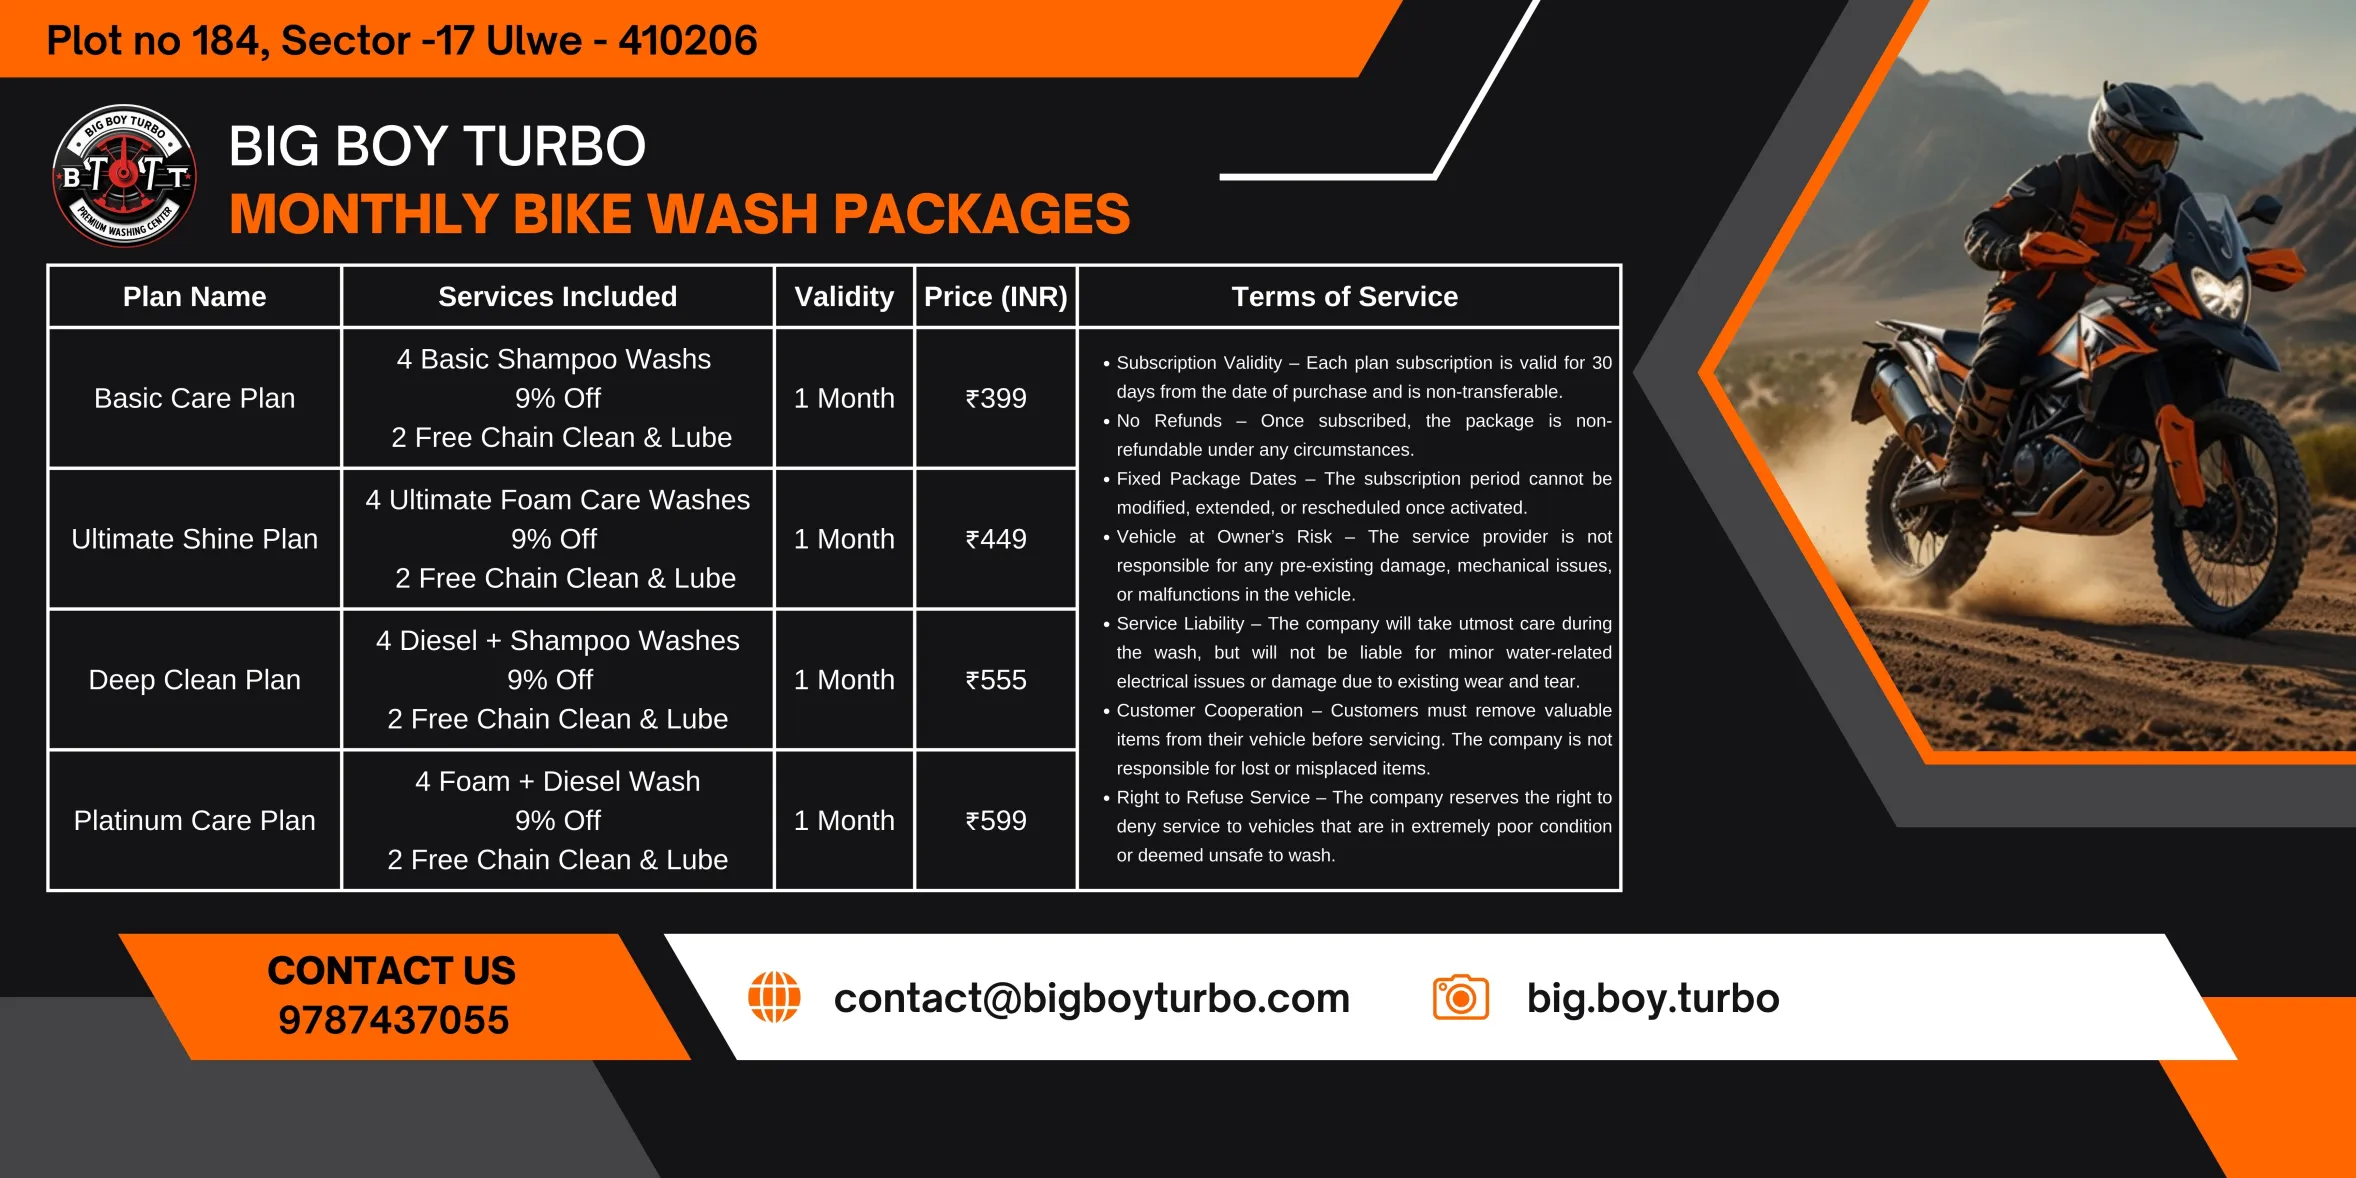 Plot no 184, Sector -17 Ulwe - 410206
BIG BOY TURBO
B T T T
PREMIUM WASHING CENTER
BIG BOY TURBO
MONTHLY BIKE WASH PACKAGES
Plan Name
Services Included
Validity
Price (INR)
Terms of Service
Basic Care Plan
4 Basic Shampoo Washs
9% Off
2 Free Chain Clean & Lube
1 Month
₹399
Ultimate Shine Plan
4 Ultimate Foam Care Washes
9% Off
2 Free Chain Clean & Lube
1 Month
₹449
Deep Clean Plan
4 Diesel + Shampoo Washes
9% Off
2 Free Chain Clean & Lube
1 Month
₹555
Platinum Care Plan
4 Foam + Diesel Wash
9% Off
2 Free Chain Clean & Lube
1 Month
₹599
• Subscription Validity – Each plan subscription is valid for 30
days from the date of purchase and is non-transferable.
• No Refunds – Once subscribed, the package is non-
refundable under any circumstances.
• Fixed Package Dates – The subscription period cannot be
modified, extended, or rescheduled once activated.
• Vehicle at Owner’s Risk – The service provider is not
responsible for any pre-existing damage, mechanical issues,
or malfunctions in the vehicle.
• Service Liability – The company will take utmost care during
the wash, but will not be liable for minor water-related
electrical issues or damage due to existing wear and tear.
• Customer Cooperation – Customers must remove valuable
items from their vehicle before servicing. The company is not
responsible for lost or misplaced items.
• Right to Refuse Service – The company reserves the right to
deny service to vehicles that are in extremely poor condition
or deemed unsafe to wash.
CONTACT US
9787437055
contact@bigboyturbo.com
big.boy.turbo